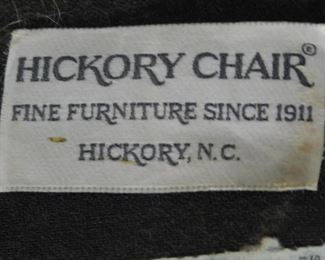 HICKORY CHAIR®
FINE FURNITURE SINCE 1911
HICKORY, N.C.